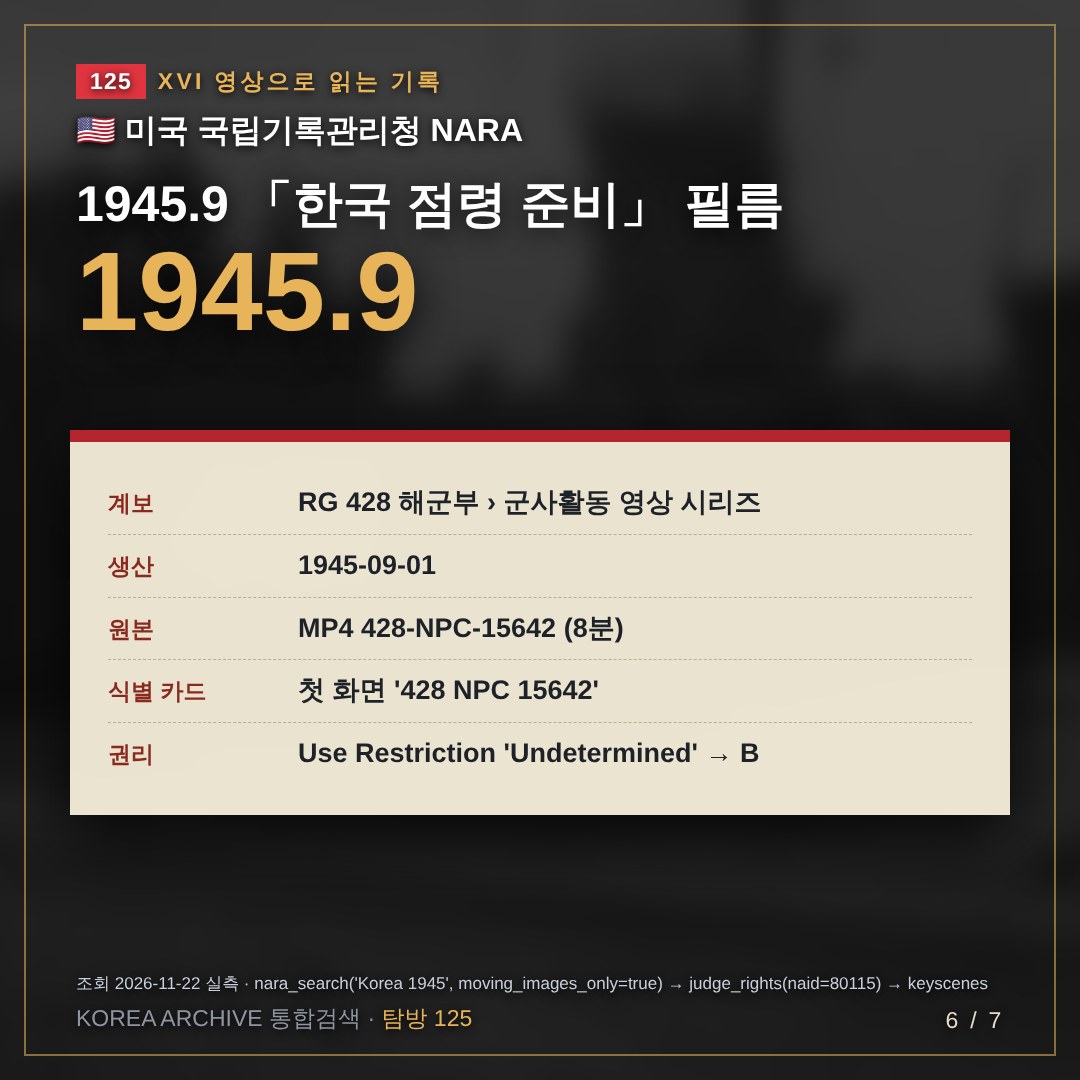 125 XVI 영상으로 읽는 기록
🇺🇸 미국 국립기록관리청 NARA
1945.9 「한국 점령 준비」 필름
1945.9
계보 RG 428 해군부 › 군사활동 영상 시리즈
생산 1945-09-01
원본 MP4 428-NPC-15642 (8분)
식별 카드 첫 화면 '428 NPC 15642'
권리 Use Restriction 'Undetermined' → B
조회 2026-11-22 실측 · nara_search('Korea 1945', moving_images_only=true) → judge_rights(naid=80115) → keyscenes
KOREA ARCHIVE 통합검색 · 탐방 125
6 / 7